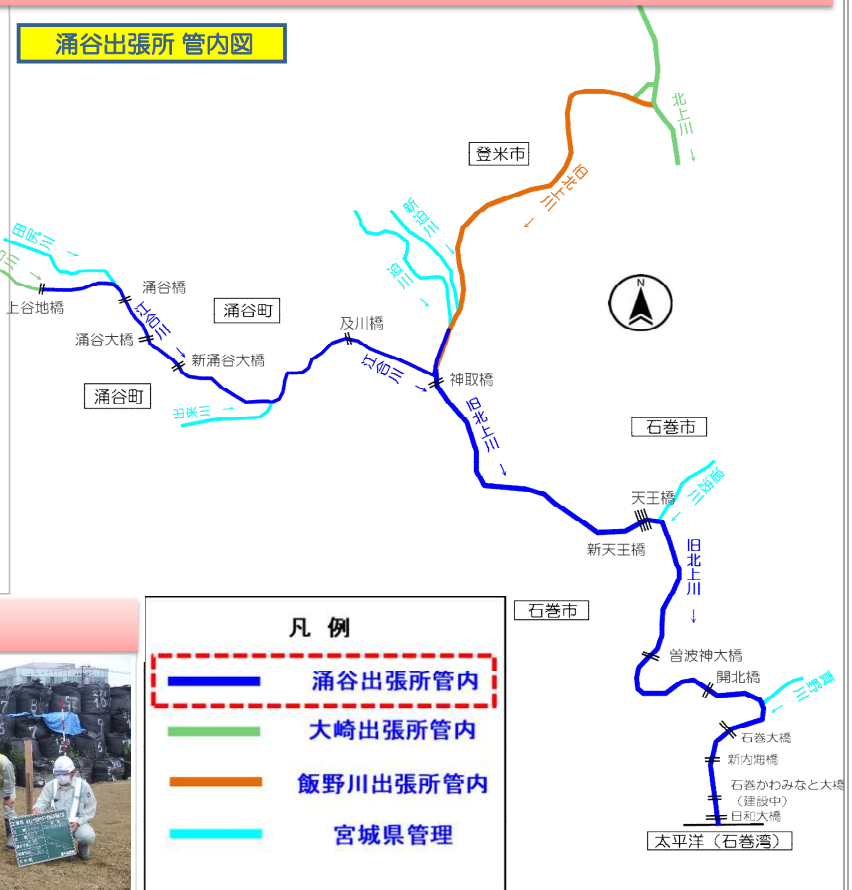 涌谷出張所 管内図
北上川
→
登米市
旧北上川
→
新迫川
→
迫川
→
田尻川
→
→
上谷地橋
涌谷橋
江合川
→
涌谷大橋
新涌谷大橋
涌谷町
涌谷町
出来川
→
及川橋
江合川
→
神取橋
N
旧北上川
→
石巻市
天王橋
新天王橋
→
旧北上川
→
石巻市
曽波神大橋
開北橋
真野川
→
石巻大橋
新内海橋
石巻かわみなと大橋
（建設中）
日和大橋
太平洋（石巻湾）
凡 例
涌谷出張所管内
大崎出張所管内
飯野川出張所管内
宮城県管理